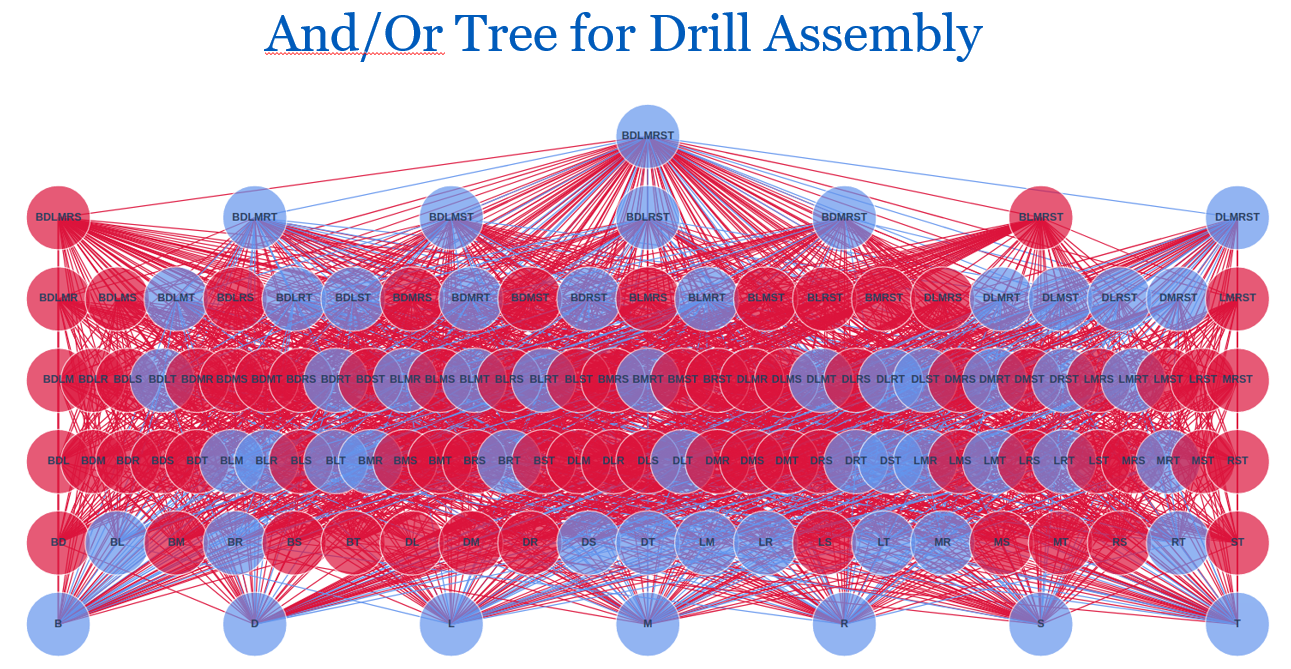 And/Or Tree for Drill Assembly
BDLMRST
BDLMRS BDLMRT BDLMST BDLRST BDMRST BLMRST DLMRST
BDLMR BDLMS BDLMT BDLRS BDLRT BDLST BDMRS BDMRT BDMST BDRST BLMRS BLMRT BLMST BLRST BMRST DLMRS DLMRT DLMST DLRST DMRST LMRST
BDLM BDLR BDLS BDLT BDMR BDMS BDMT BDRS BDRT BDST BLMR BLMS BLMT BLRS BLRT BLST BMRS BMRT BMST BRST DLMR DLMS DLMT DLRS DLRT DLST DMRS DMRT DMST DRST LMRS LMRT LMST LRST MRST
BDL BDM BDR BDS BDT BLM BLR BLS BLT BMR BMS BMT BRS BRT BST DLM DLR DLS DLT DMR DMS DMT DRS DRT DST LMR LMS LMT LRS LRT LST MRS MRT MST RST
BD BL BM BR BS BT DL DM DR DS DT LM LR LS LT MR MS MT RS RT ST
B D L M R S T